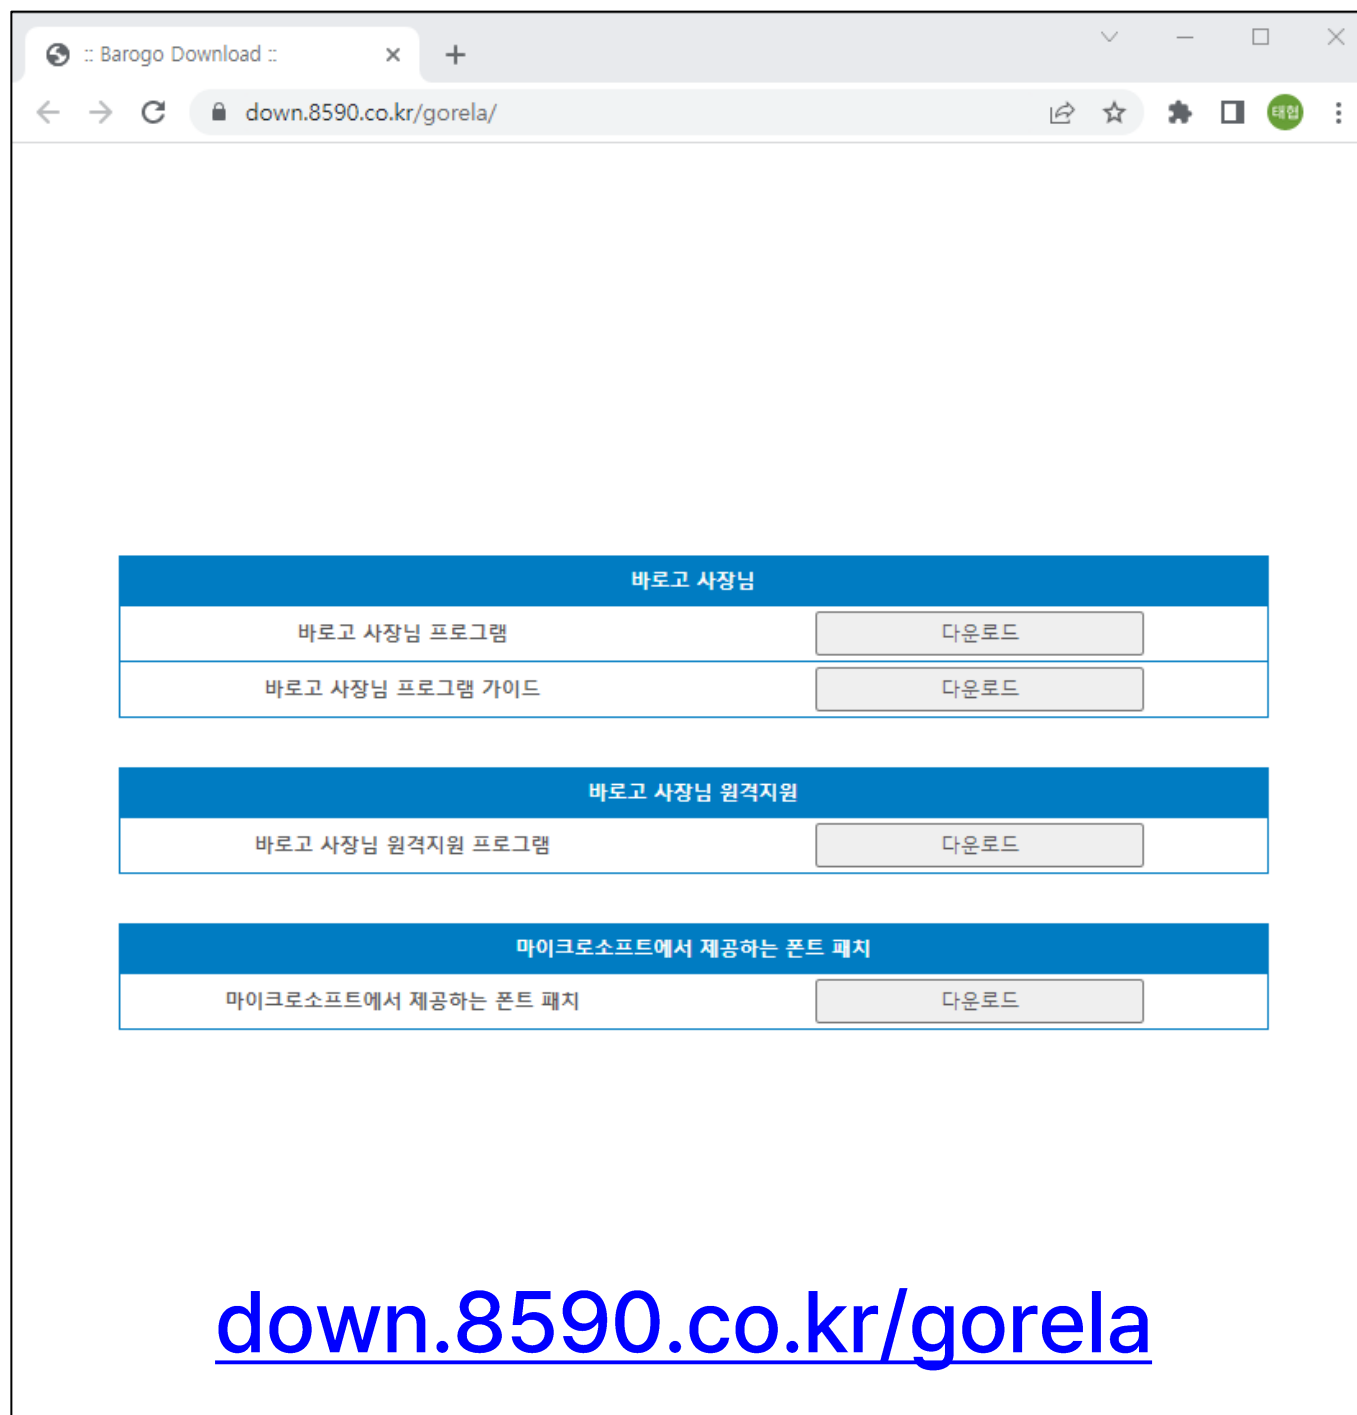 :: Barogo Download ::
down.8590.co.kr/gorela/
태협
바로고 사장님
바로고 사장님 프로그램 다운로드
바로고 사장님 프로그램 가이드 다운로드
바로고 사장님 원격지원
바로고 사장님 원격지원 프로그램 다운로드
마이크로소프트에서 제공하는 폰트 패치
마이크로소프트에서 제공하는 폰트 패치 다운로드
down.8590.co.kr/gorela